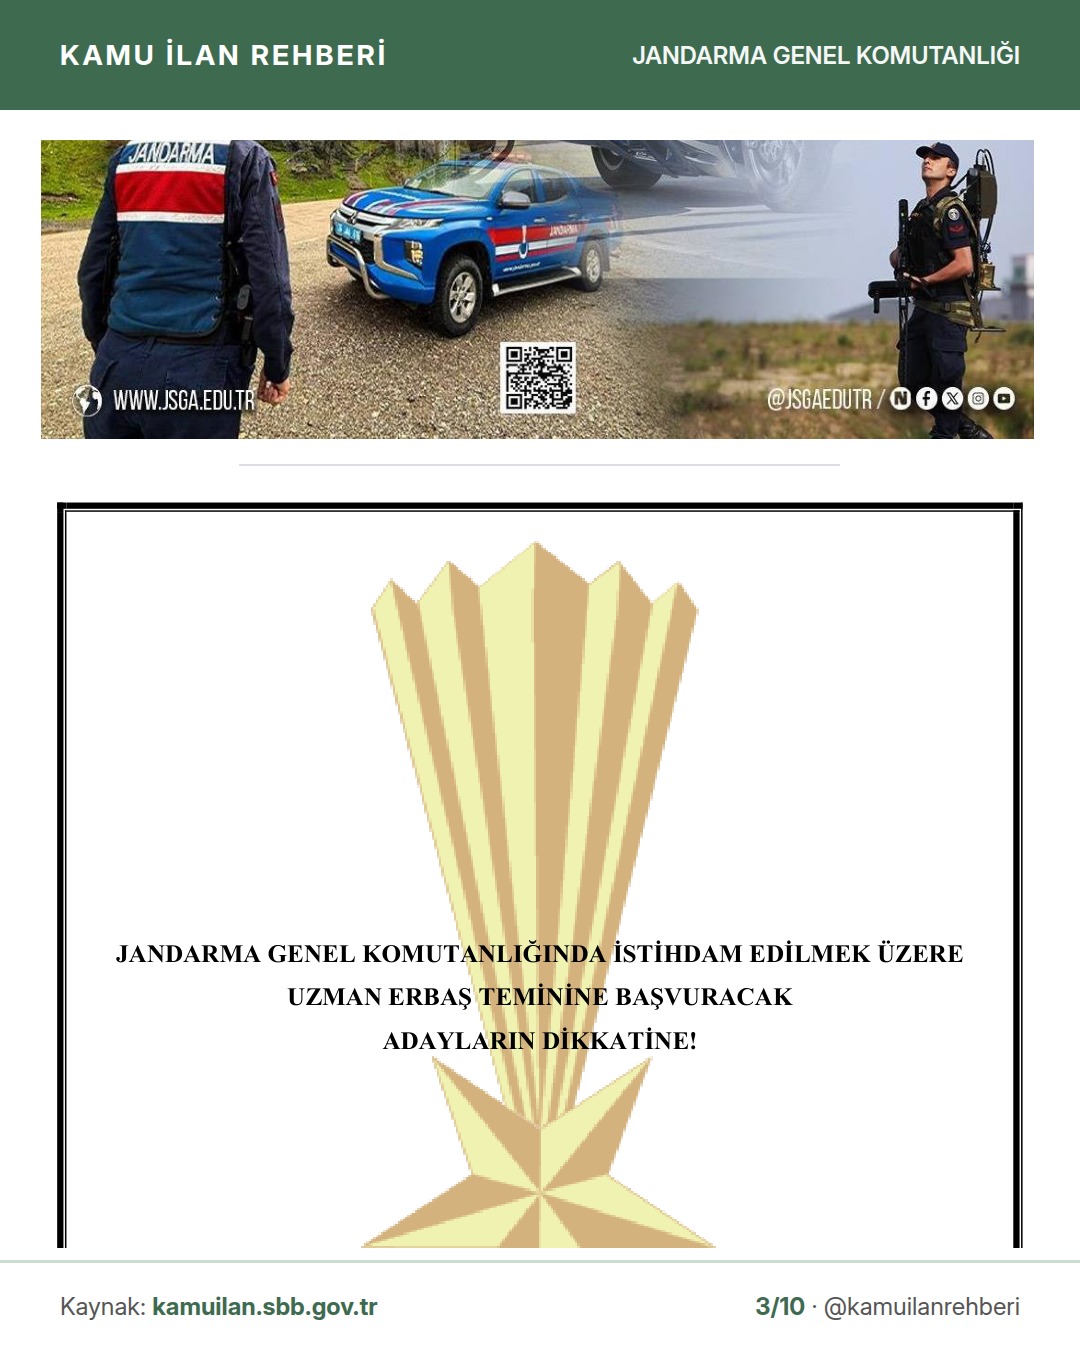 KAMU İLAN REHBERİ
JANDARMA GENEL KOMUTANLIĞI
JANDARMA
JANDARMA
WWW.JSGA.EDU.TR
@JSGAEDUTR /
JANDARMA GENEL KOMUTANLIĞINDA İSTİHDAM EDİLMEK ÜZERE
UZMAN ERBAŞ TEMİNİNE BAŞVURACAK
ADAYLARIN DİKKATİNE!
Kaynak: kamuilan.sbb.gov.tr
3/10 · @kamuilanrehberi